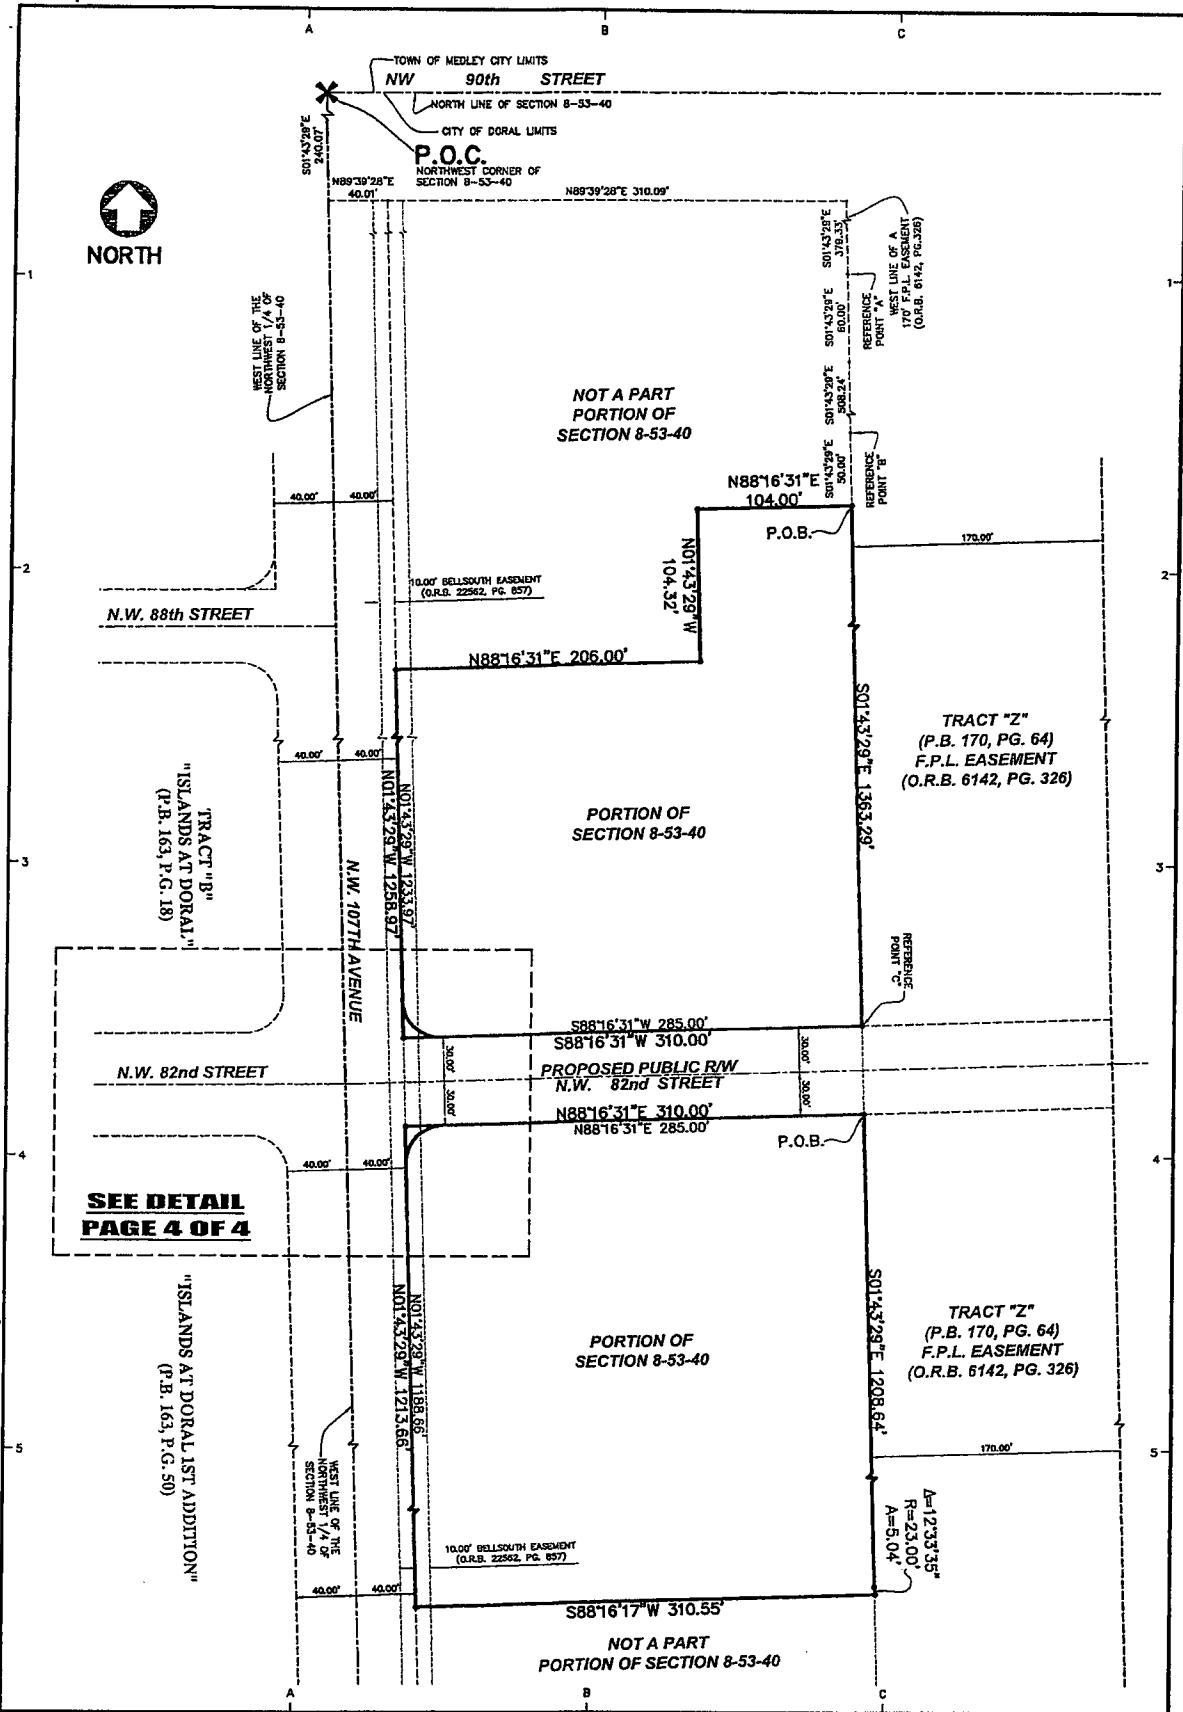 A
B
C
TOWN OF MEDLEY CITY LIMITS
NW 90th STREET
NORTH LINE OF SECTION 8-53-40
CITY OF DORAL LIMITS
P.O.C.
NORTHWEST CORNER OF
SECTION 8-53-40
S01°43'29"E
240.07'
N89°39'28"E
40.01'
N89°39'28"E 310.09'
NORTH
1
1
S01°43'29"E
379.33'
WEST LINE OF A
170' F.P.L. EASEMENT
(O.R.B. 6142, PG.326)
REFERENCE
POINT "A"
S01°43'29"E
60.00'
WEST LINE OF THE
NORTHWEST 1/4 OF
SECTION 8-53-40
NOT A PART
PORTION OF
SECTION 8-53-40
S01°43'29"E
508.24'
S01°43'29"E
50.00'
REFERENCE
POINT "B"
N88°16'31"E
104.00'
40.00'
40.00'
P.O.B.
170.00'
2
2
N01°43'29"W
104.32'
10.00' BELLSOUTH EASEMENT
(O.R.B. 22562, PG. 857)
N.W. 88th STREET
N88°16'31"E 206.00'
40.00'
40.00'
TRACT "B"
"ISLANDS AT DORAL"
(P.B. 163, P.G. 18)
N01°43'29"W 1258.97'
N01°43'29"W 1233.97'
S01°43'29"E 1363.29'
TRACT "Z"
(P.B. 170, PG. 64)
F.P.L. EASEMENT
(O.R.B. 6142, PG. 326)
PORTION OF
SECTION 8-53-40
3
3
N.W. 107TH AVENUE
REFERENCE
POINT "C"
S88°16'31"W 285.00'
S88°16'31"W 310.00'
30.00'
30.00'
N.W. 82nd STREET
PROPOSED PUBLIC R/W
N.W. 82nd STREET
30.00'
30.00'
N88°16'31"E 310.00'
N88°16'31"E 285.00'
P.O.B.
4
4
40.00'
40.00'
SEE DETAIL
PAGE 4 OF 4
"ISLANDS AT DORAL 1ST ADDITION"
(P.B. 163, P.G. 50)
N01°43'29"W 1213.66'
N01°43'29"W 1188.66'
PORTION OF
SECTION 8-53-40
S01°43'29"E 1208.64'
TRACT "Z"
(P.B. 170, PG. 64)
F.P.L. EASEMENT
(O.R.B. 6142, PG. 326)
5
5
WEST LINE OF THE
NORTHWEST 1/4 OF
SECTION 8-53-40
170.00'
Δ=12°33'35"
R=23.00'
A=5.04'
10.00' BELLSOUTH EASEMENT
(O.R.B. 22562, PG. 857)
40.00'
40.00'
S88°16'17"W 310.55'
NOT A PART
PORTION OF SECTION 8-53-40
A
B
C